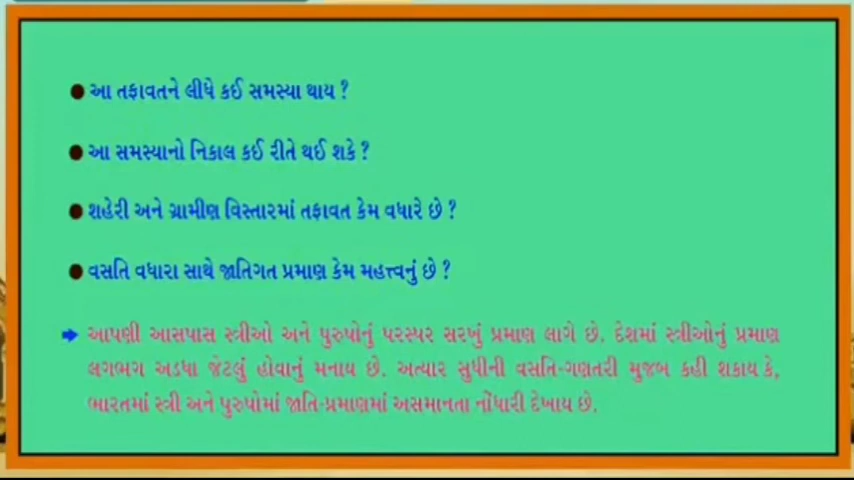 આ તફાવતને લીધે કઈ સમસ્યા થાય ?
આ સમસ્યાનો નિકાલ કઈ રીતે થઈ શકે ?
શહેરી અને ગ્રામીણ વિસ્તારમાં તફાવત કેમ વધારે છે ?
વસતિ વધારા સાથે જાતિગત પ્રમાણ કેમ મહત્ત્વનું છે ?
આપણી આસપાસ સ્ત્રીઓ અને પુરુષોનું પરસ્પર સરખું પ્રમાણ લાગે છે. દેશમાં સ્ત્રીઓનું પ્રમાણ
લગભગ અડધા જેટલું હોવાનું મનાય છે. અત્યાર સુધીની વસતિ-ગણતરી મુજબ કહી શકાય કે,
ભારતમાં સ્ત્રી અને પુરુષોમાં જાતિ-પ્રમાણમાં અસમાનતા નોંધારી દેખાય છે.